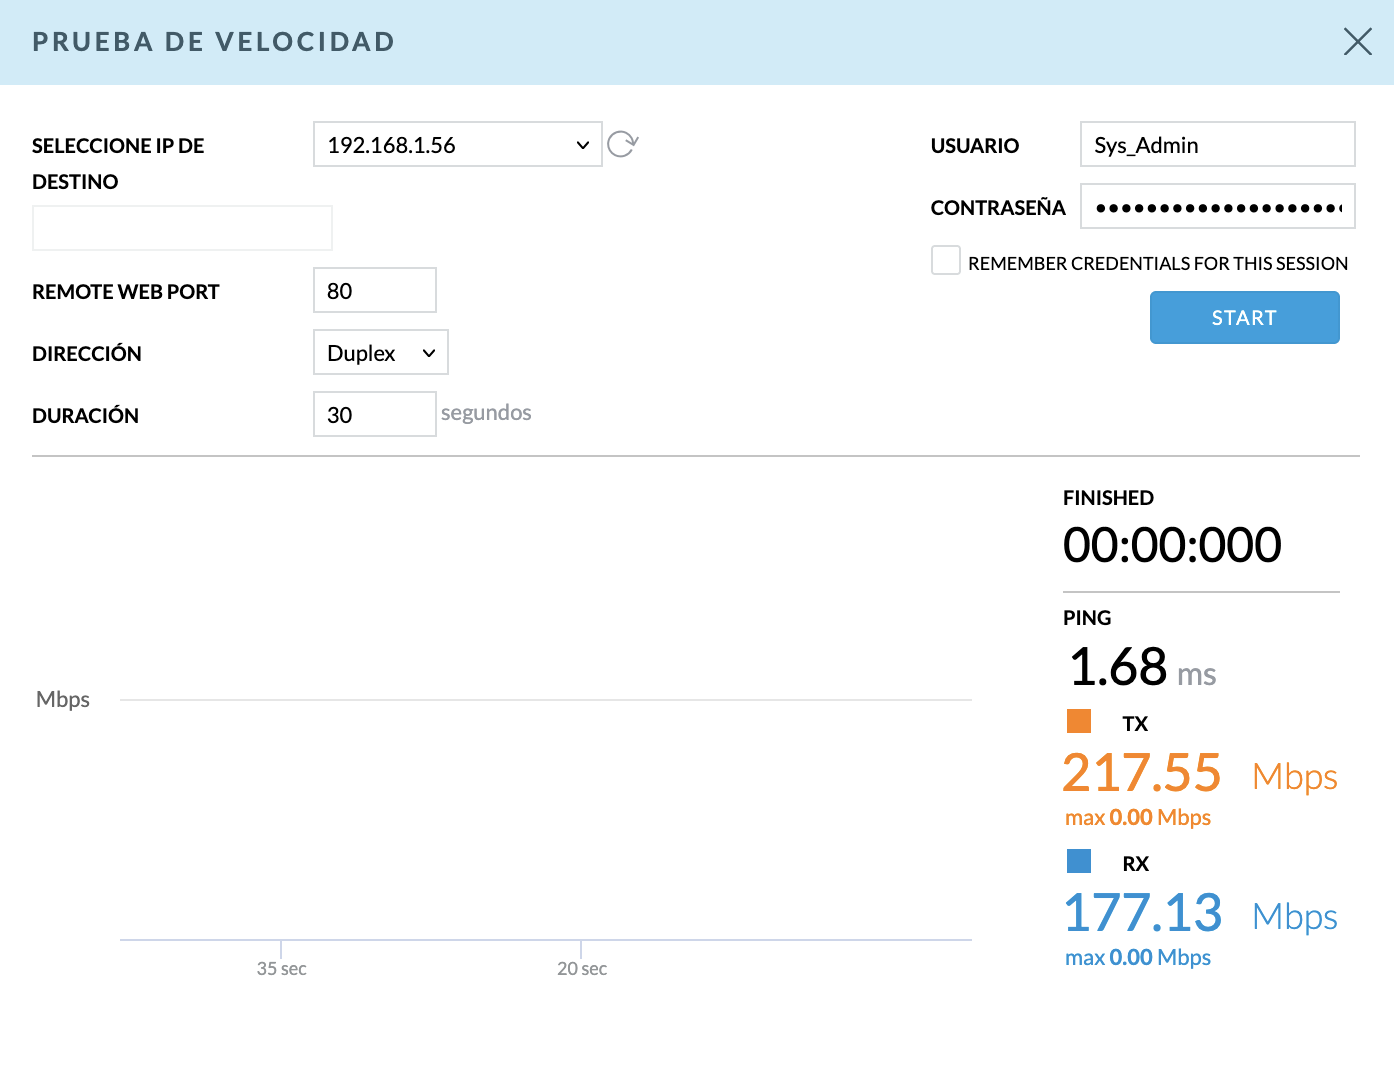 PRUEBA DE VELOCIDAD
SELECCIONE IP DE DESTINO
192.168.1.56
REMOTE WEB PORT
80
DIRECCIÓN
Duplex
DURACIÓN
30 segundos
USUARIO
Sys_Admin
CONTRASEÑA
••••••••••••••••••••
REMEMBER CREDENTIALS FOR THIS SESSION
START
Mbps
35 sec
20 sec
FINISHED
00:00:000
PING
1.68 ms
TX
217.55 Mbps
max 0.00 Mbps
RX
177.13 Mbps
max 0.00 Mbps